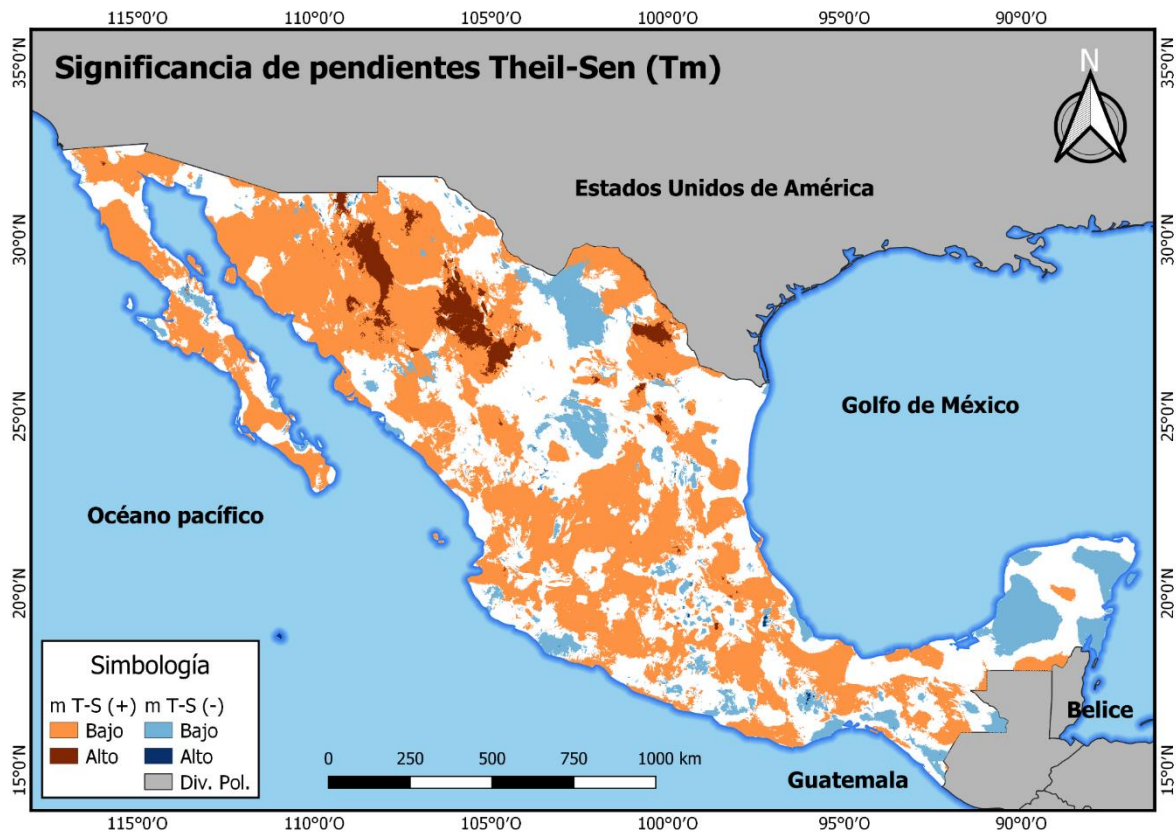 115°0'O 110°0'O 105°0'O 100°0'O 95°0'O 90°0'O
35°0'N 35°0'N
Significancia de pendientes Theil-Sen (Tm)
N
Estados Unidos de América
30°0'N 30°0'N
25°0'N Golfo de México 25°0'N
Océano pacífico
20°0'N 20°0'N
Simbología
m T-S (+) m T-S (-)
Bajo Bajo
Alto Alto
Div. Pol.
Belice
0 250 500 750 1000 km
Guatemala
15°0'N 15°0'N
115°0'O 110°0'O 105°0'O 100°0'O 95°0'O 90°0'O